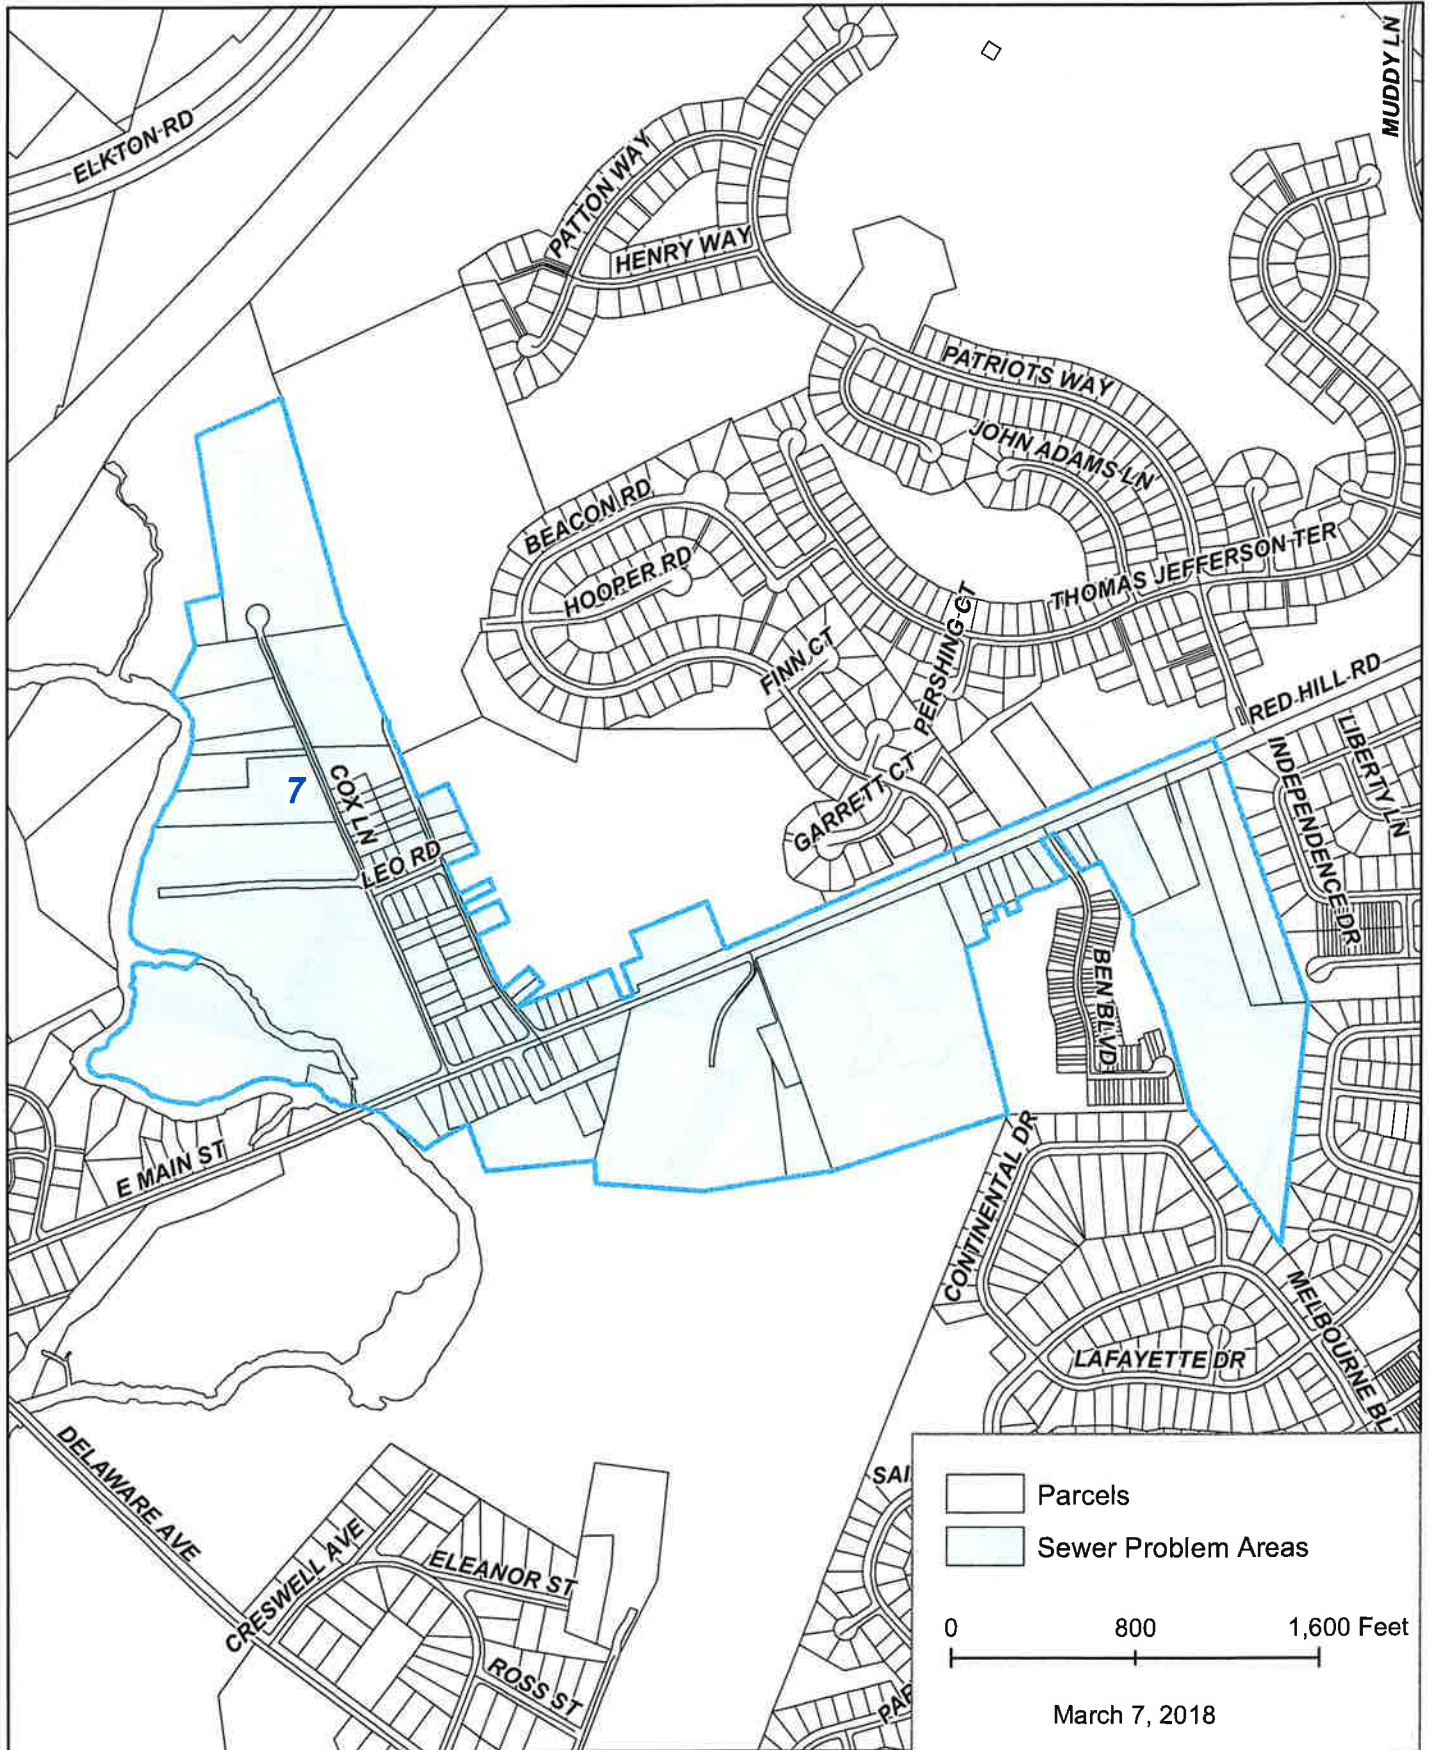 MUDDY LN
ELKTON RD
PATTON WAY
HENRY WAY
PATRIOTS WAY
JOHN ADAMS LN
BEACON RD
HOOPER RD
THOMAS JEFFERSON TER
FINN CT
PERSHING CT
RED HILL RD
LIBERTY LN
INDEPENDENCE DR
7
COX LN
GARRETT CT
LEO RD
BEN BLVD
E MAIN ST
CONTINENTAL DR
MELBOURNE BL
LAFAYETTE DR
DELAWARE AVE
CRESWELL AVE
ELEANOR ST
ROSS ST
SAI
PAR
Parcels
Sewer Problem Areas
0 800 1,600 Feet
March 7, 2018